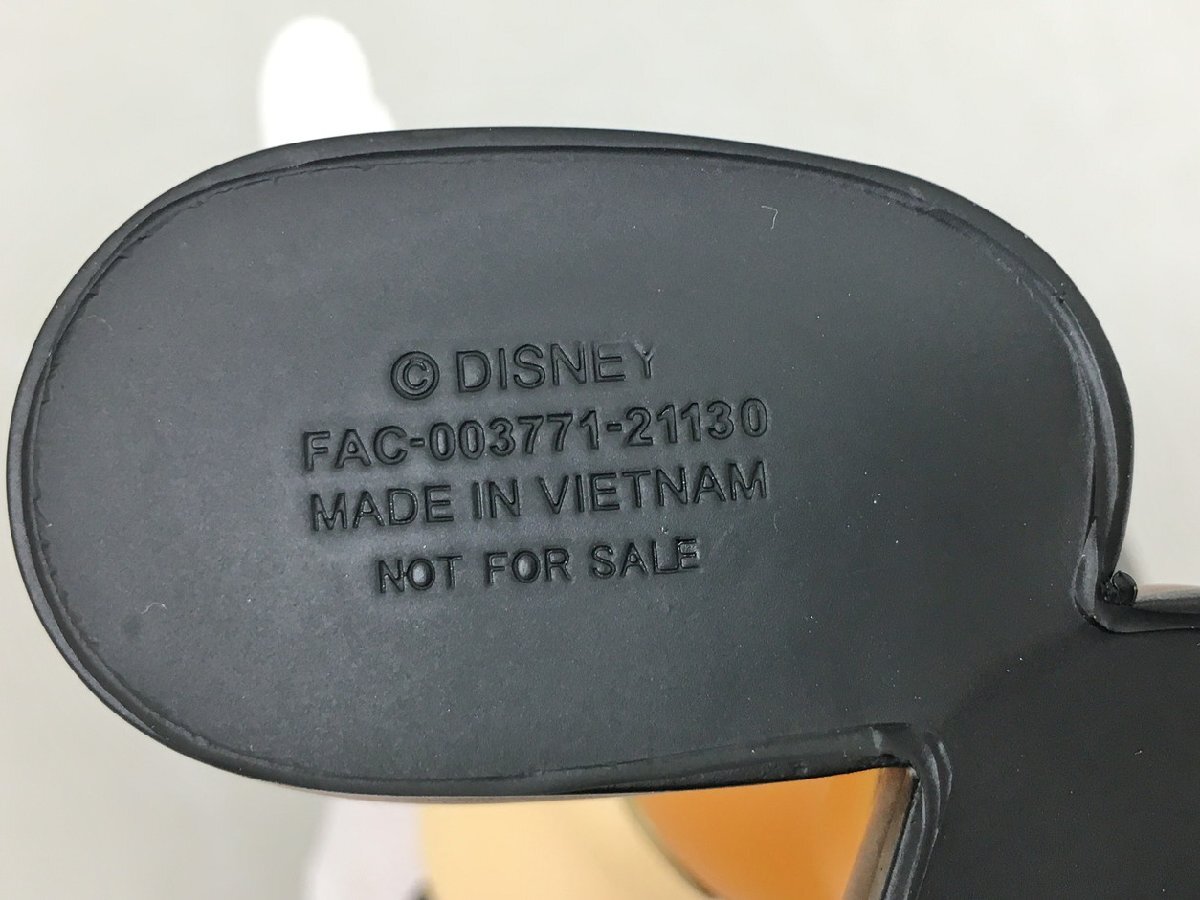 © DISNEY
FAC-003771-21130
MADE IN VIETNAM
NOT FOR SALE